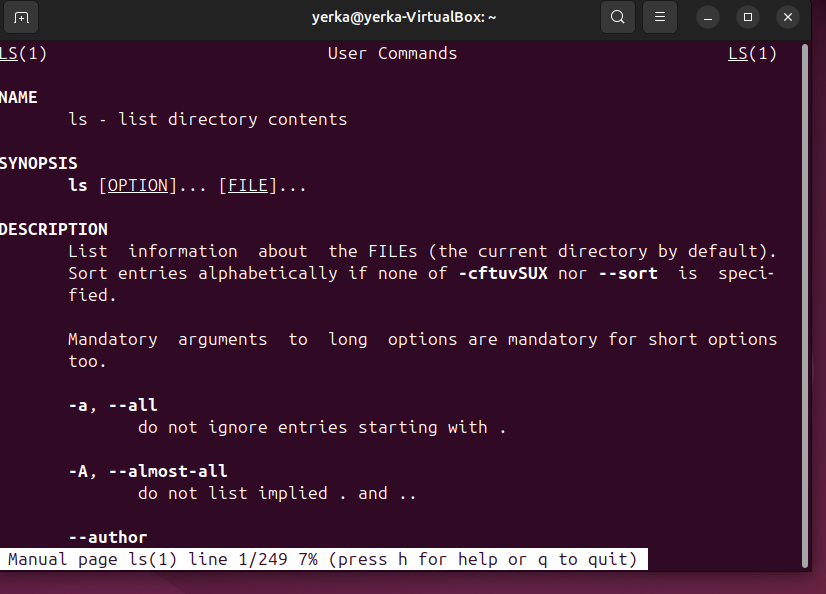 yerka@yerka-VirtualBox: ~
LS(1) User Commands LS(1)
NAME
ls - list directory contents
SYNOPSIS
ls [OPTION]... [FILE]...
DESCRIPTION
List information about the FILEs (the current directory by default).
Sort entries alphabetically if none of -cftuvSUX nor --sort is speci-
fied.
Mandatory arguments to long options are mandatory for short options
too.
-a, --all
do not ignore entries starting with .
-A, --almost-all
do not list implied . and ..
--author
Manual page ls(1) line 1/249 7% (press h for help or q to quit)